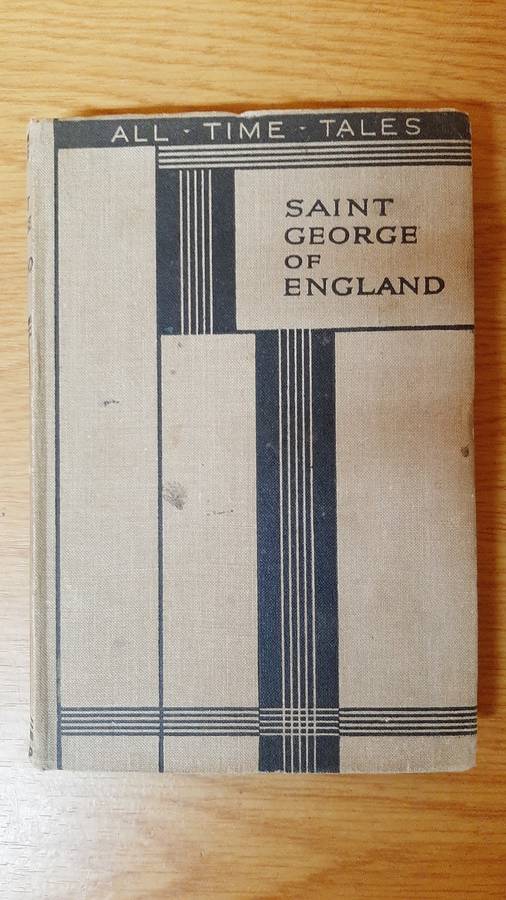 ALL · TIME · TALES
SAINT
GEORGE
OF
ENGLAND